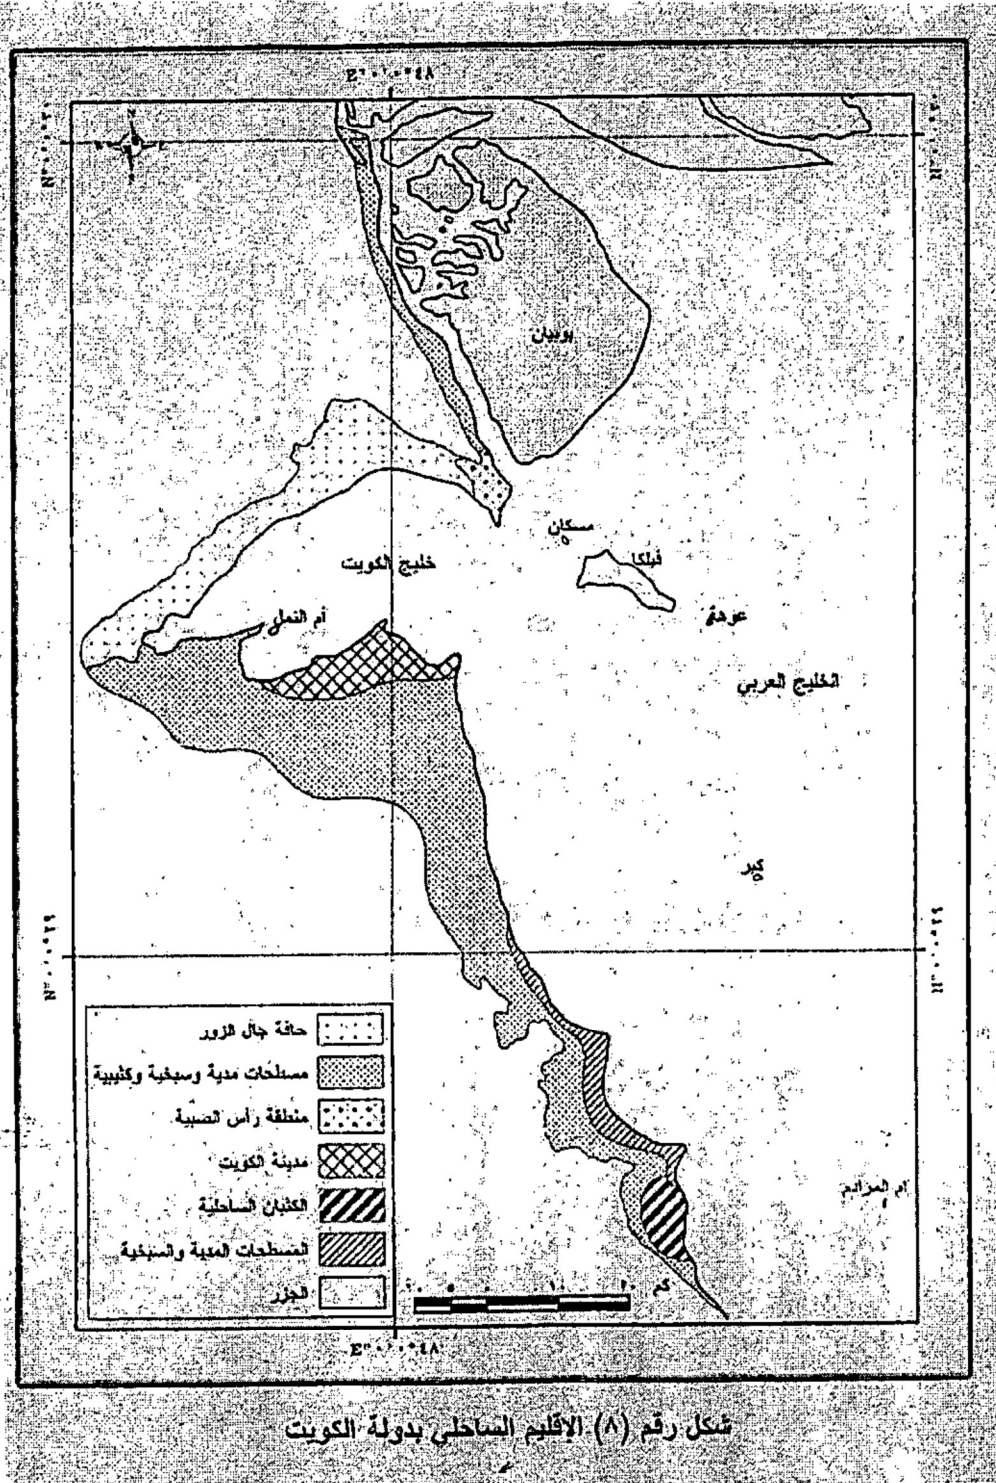 بوبيان
مسكان
فيلكا
خليج الكويت
أم النمل
عوهة
الخليج العربي
كبر
حافة جال الزور
مسطحات مدية وسبخية وكثيبية
منطقة رأس الصبية
مدينة الكويت
الكثبان الساحلية
أم المرادم
المسطحات المدية والسبخية
الجزر
كم
شكل رقم (٨) الإقليم الساحلي بدولة الكويت